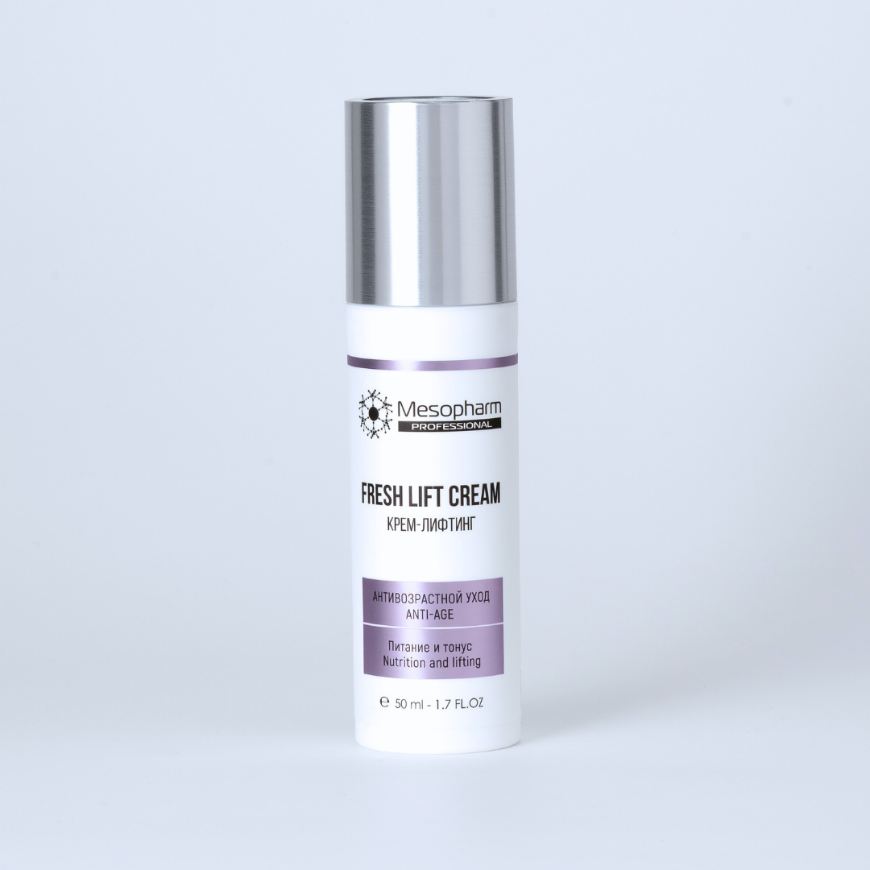 Mesopharm
PROFESSIONAL
FRESH LIFT CREAM
КРЕМ-ЛИФТИНГ
АНТИВОЗРАСТНОЙ УХОД
ANTI-AGE
Питание и тонус
Nutrition and lifting
℮ 50 ml - 1.7 FL.OZ